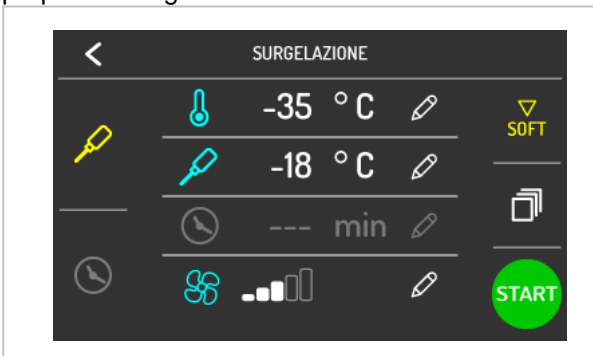 SURGELAZIONE
-35 °C
SOFT
-18 °C
--- min
START